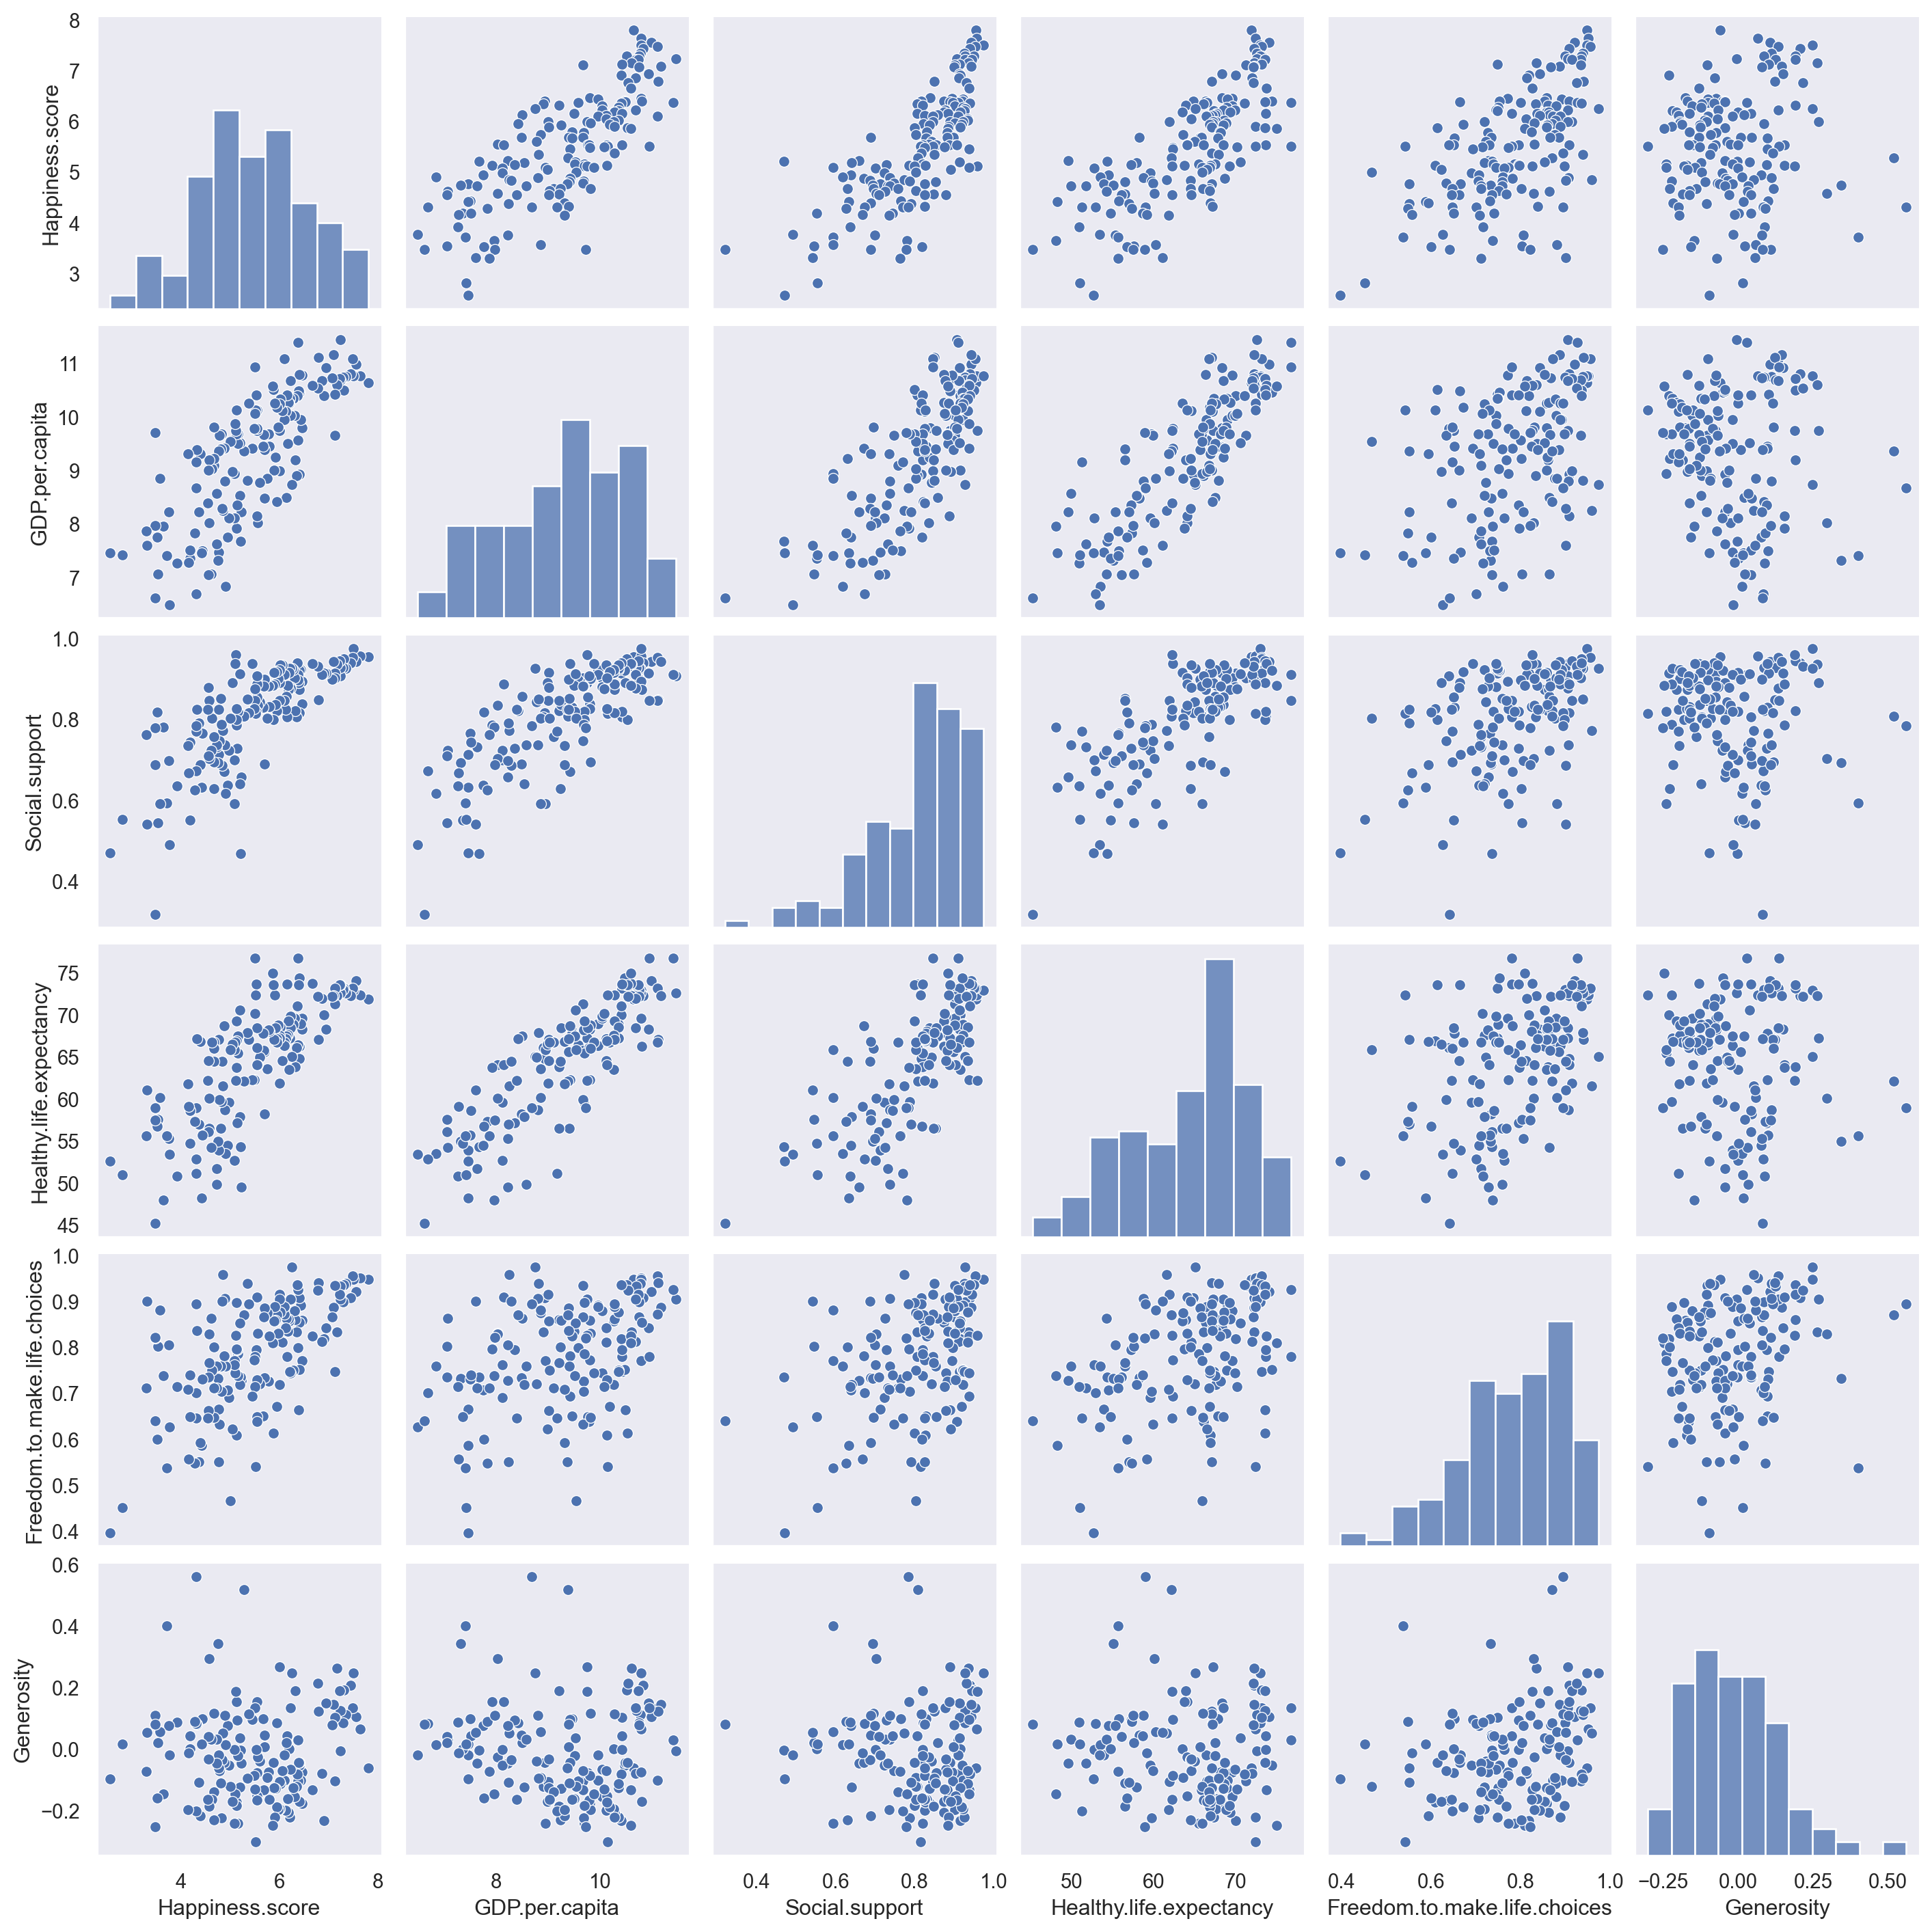 8
7
6
5
4
3
Happiness.score
11
10
9
8
7
GDP.per.capita
1.0
0.8
0.6
0.4
Social.support
75
70
65
60
55
50
45
Healthy.life.expectancy
1.0
0.9
0.8
0.7
0.6
0.5
0.4
Freedom.to.make.life.choices
0.6
0.4
0.2
0.0
−0.2
Generosity
4 6 8
Happiness.score
8 10
GDP.per.capita
0.4 0.6 0.8 1.0
Social.support
50 60 70
Healthy.life.expectancy
0.4 0.6 0.8 1.0
Freedom.to.make.life.choices
−0.25 0.00 0.25 0.50
Generosity